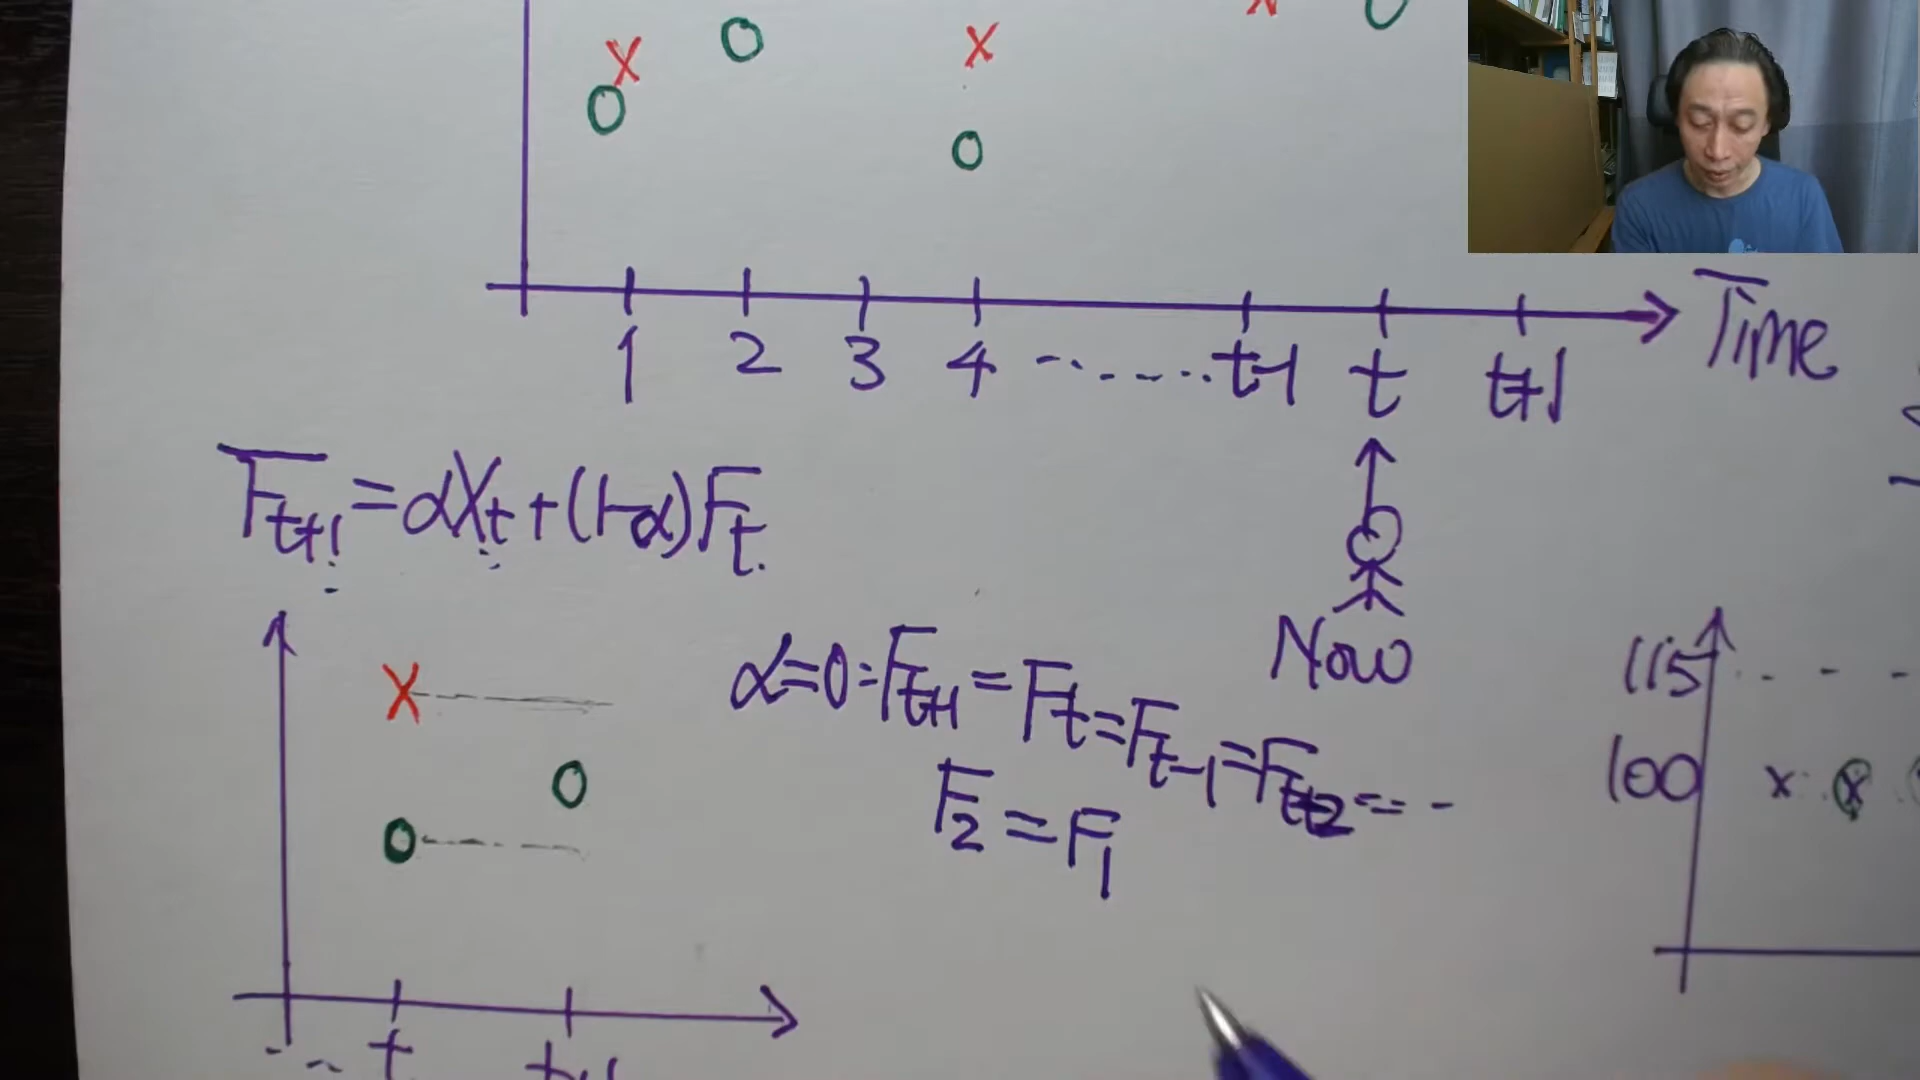 1 2 3 4 ........ t-1 t t+1 Time
F_{t+1} = αX_t + (1-α)F_t
Now
X
O
O
t t+1
α=0: F_{t+1} = F_t = F_{t-1} = F_{t-2} = - -
F_2 = F_1
115
100 x x